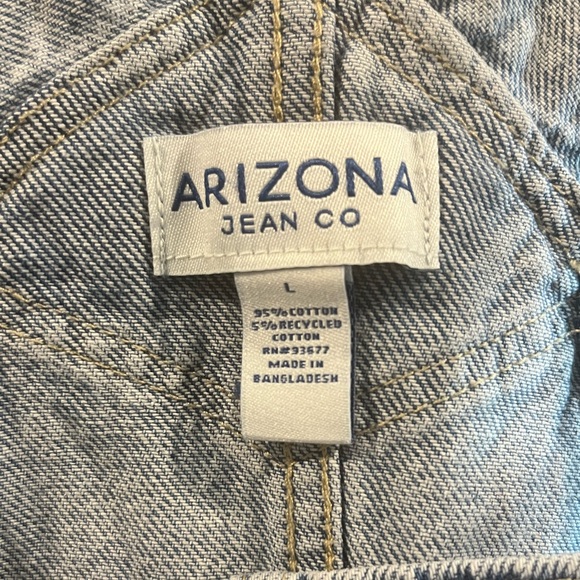 ARIZONA
JEAN CO
L
95% COTTON
5% RECYCLED
COTTON
RN#93677
MADE IN
BANGLADESH